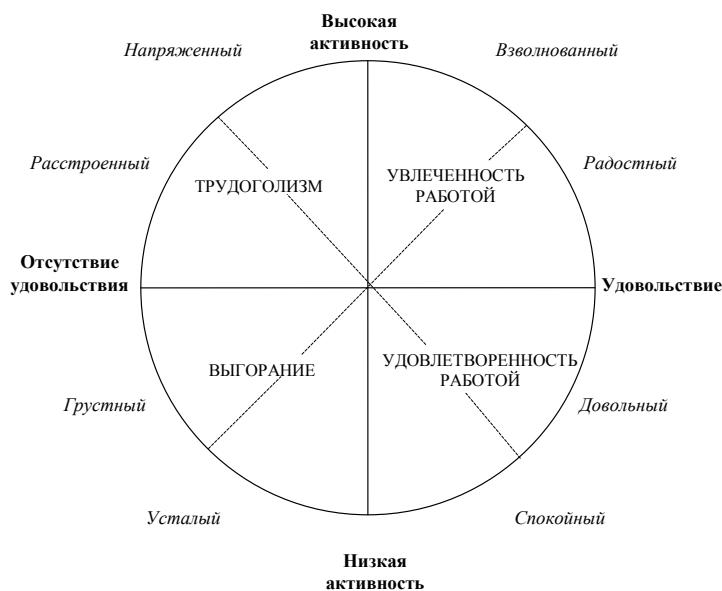 Высокая
активность
Напряженный
Взволнованный
Расстроенный
Радостный
ТРУДОГОЛИЗМ
УВЛЕЧЕННОСТЬ
РАБОТОЙ
Отсутствие
удовольствия
Удовольствие
ВЫГОРАНИЕ
УДОВЛЕТВОРЕННОСТЬ
РАБОТОЙ
Грустный
Довольный
Усталый
Спокойный
Низкая
активность